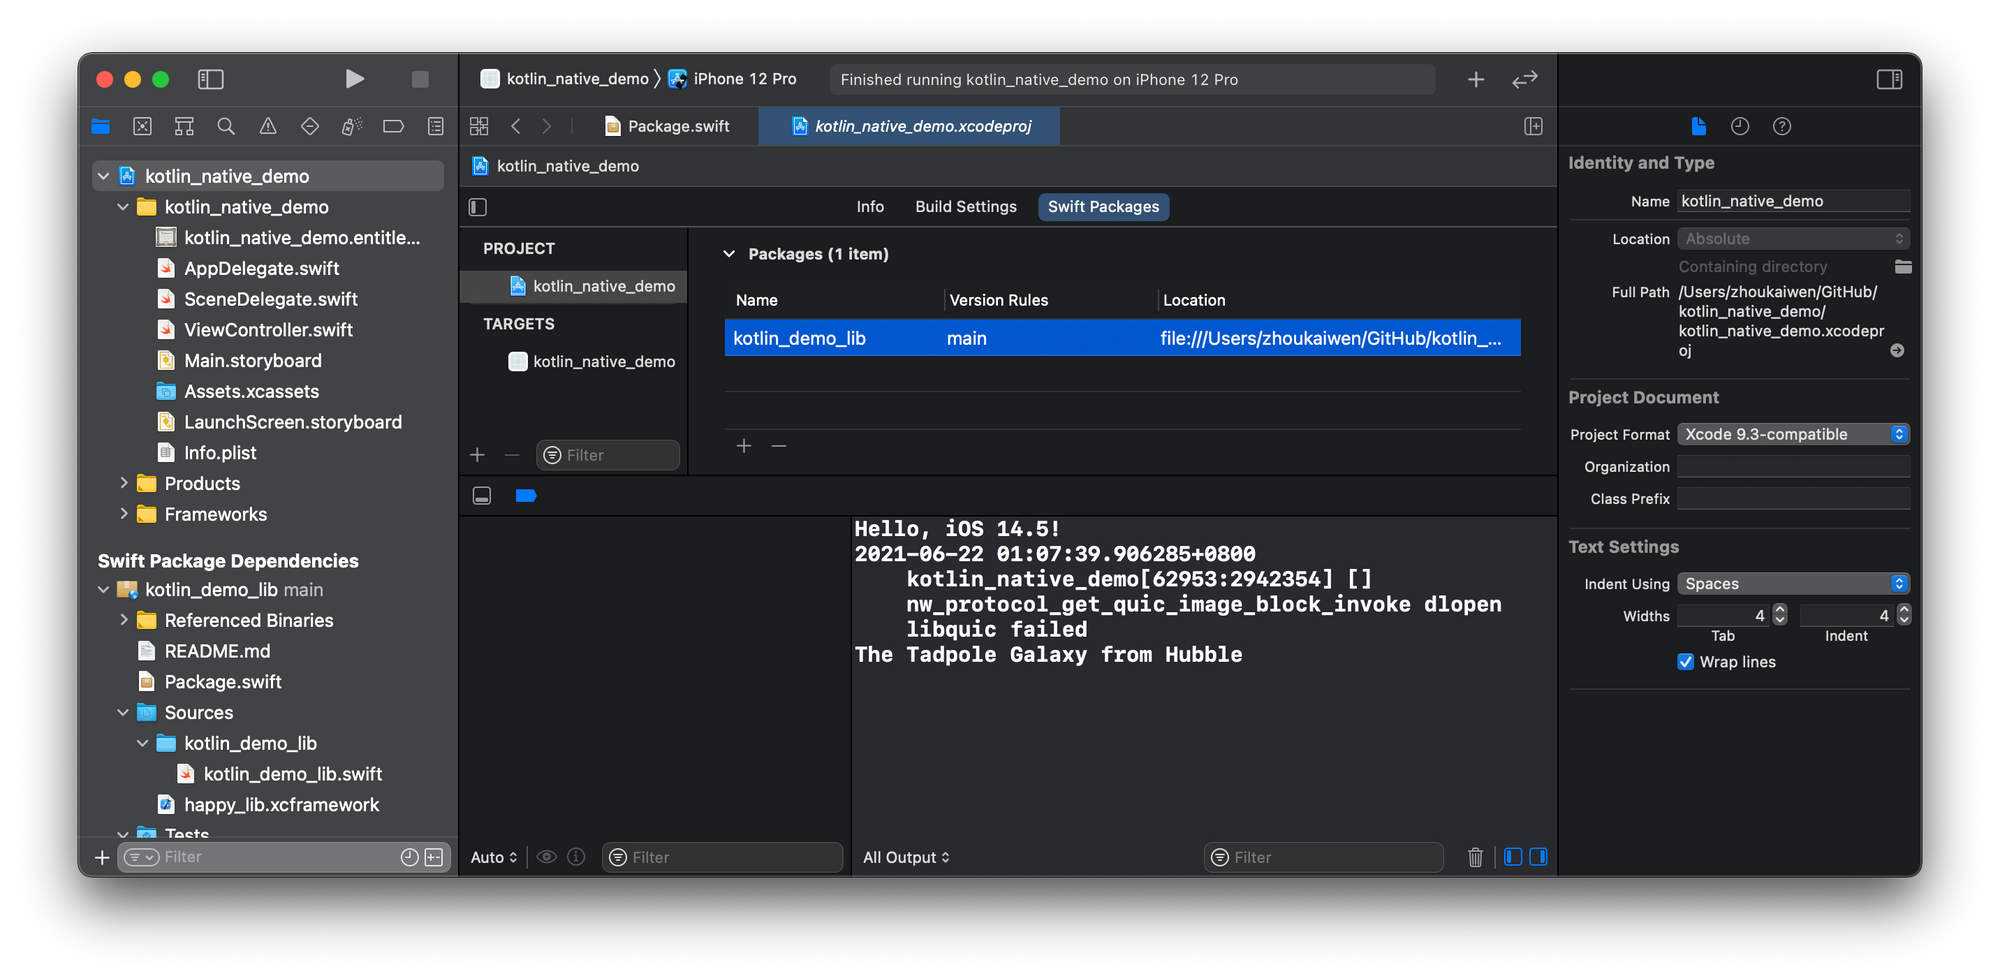 kotlin_native_demo
iPhone 12 Pro
Finished running kotlin_native_demo on iPhone 12 Pro
Package.swift
kotlin_native_demo.xcodeproj
kotlin_native_demo
kotlin_native_demo
kotlin_native_demo
kotlin_native_demo.entitle...
AppDelegate.swift
SceneDelegate.swift
ViewController.swift
Main.storyboard
Assets.xcassets
LaunchScreen.storyboard
Info.plist
Products
Frameworks
Swift Package Dependencies
kotlin_demo_lib main
Referenced Binaries
README.md
Package.swift
Sources
kotlin_demo_lib
kotlin_demo_lib.swift
happy_lib.xcframework
Tests
Filter
Info
Build Settings
Swift Packages
PROJECT
kotlin_native_demo
TARGETS
kotlin_native_demo
Filter
Packages (1 item)
Name
Version Rules
Location
kotlin_demo_lib
main
file:///Users/zhoukaiwen/GitHub/kotlin_...
Auto
Filter
Hello, iOS 14.5!
2021-06-22 01:07:39.906285+0800
kotlin_native_demo[62953:2942354] []
nw_protocol_get_quic_image_block_invoke dlopen
libquic failed
The Tadpole Galaxy from Hubble
All Output
Filter
Identity and Type
Name kotlin_native_demo
Location Absolute
Containing directory
Full Path /Users/zhoukaiwen/GitHub/
kotlin_native_demo/
kotlin_native_demo.xcodepr
oj
Project Document
Project Format Xcode 9.3-compatible
Organization
Class Prefix
Text Settings
Indent Using Spaces
Widths 4 4
Tab Indent
Wrap lines